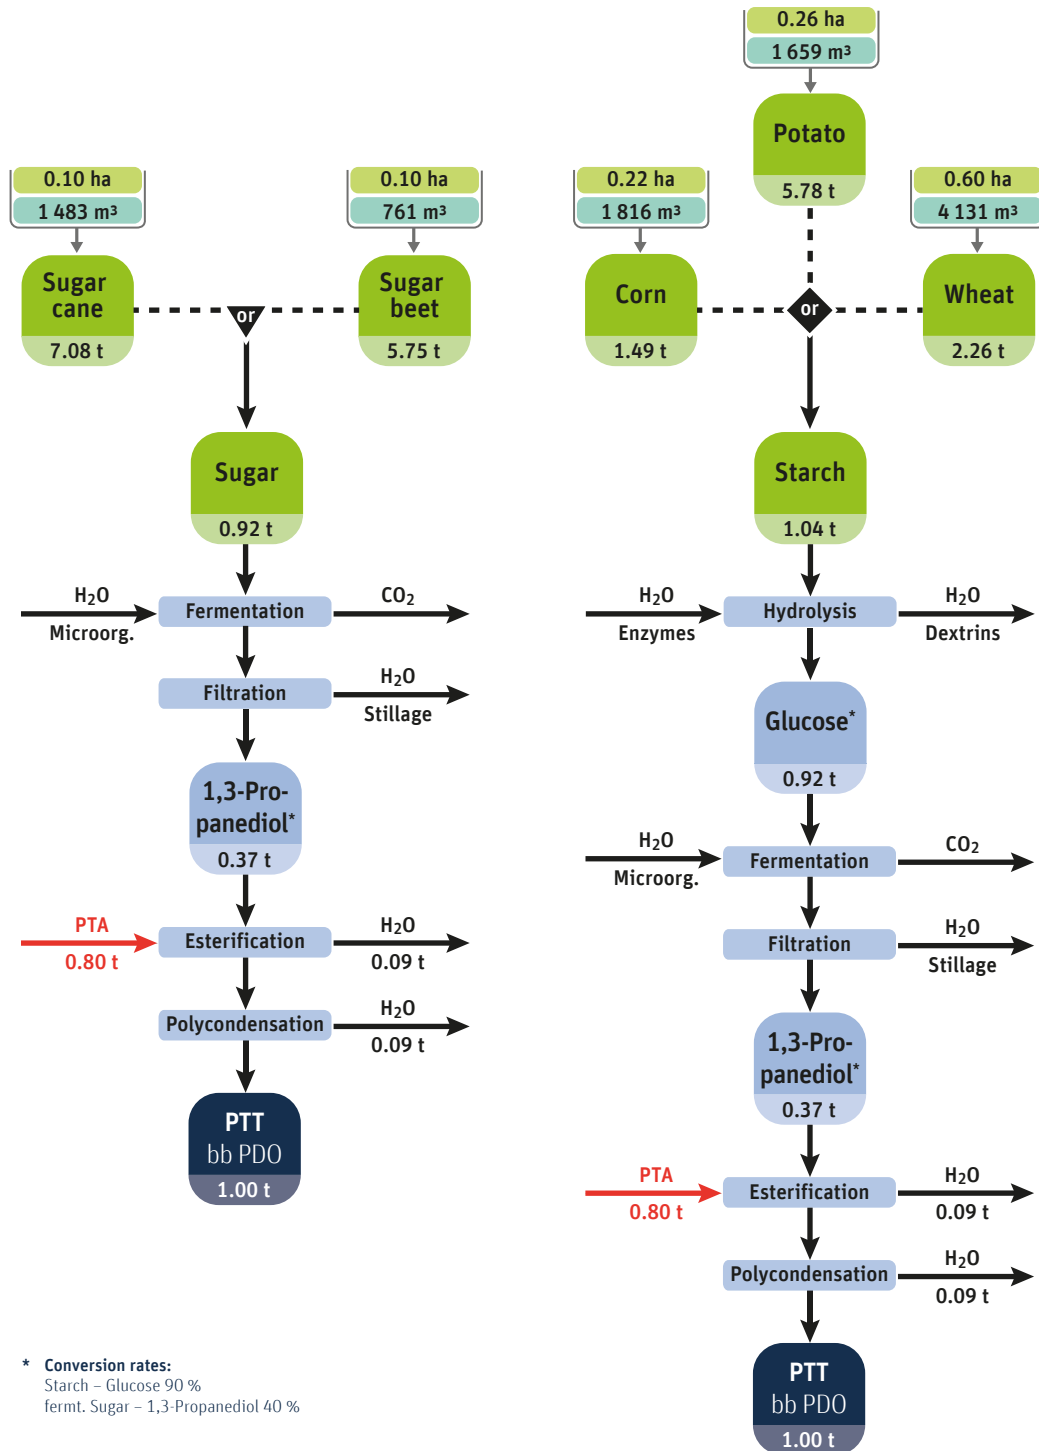 0.10 ha
1 483 m³
Sugar
cane
7.08 t
or
0.10 ha
761 m³
Sugar
beet
5.75 t
Sugar
0.92 t
H₂O
Microorg.
Fermentation
CO₂
Filtration
H₂O
Stillage
1,3-Pro-
panediol*
0.37 t
PTA
0.80 t
Esterification
H₂O
0.09 t
Polycondensation
H₂O
0.09 t
PTT
bb PDO
1.00 t
0.26 ha
1 659 m³
Potato
5.78 t
0.22 ha
1 816 m³
Corn
1.49 t
or
0.60 ha
4 131 m³
Wheat
2.26 t
Starch
1.04 t
H₂O
Enzymes
Hydrolysis
H₂O
Dextrins
Glucose*
0.92 t
H₂O
Microorg.
Fermentation
CO₂
Filtration
H₂O
Stillage
1,3-Pro-
panediol*
0.37 t
PTA
0.80 t
Esterification
H₂O
0.09 t
Polycondensation
H₂O
0.09 t
PTT
bb PDO
1.00 t
* Conversion rates:
Starch – Glucose 90 %
fermt. Sugar – 1,3-Propanediol 40 %